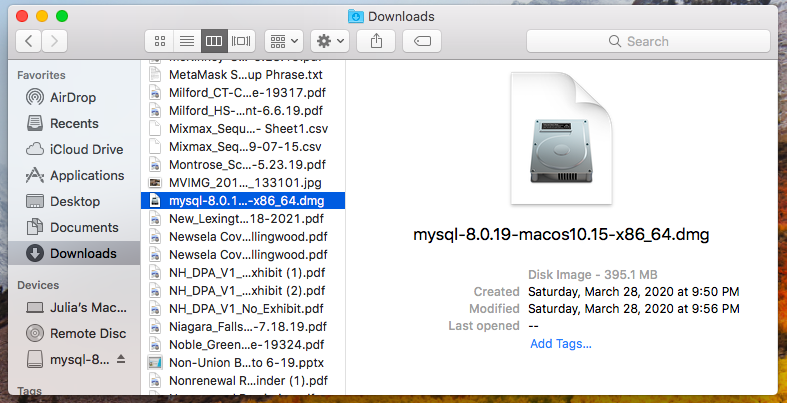 Downloads
Search
Favorites
AirDrop
Recents
iCloud Drive
Applications
Desktop
Documents
Downloads
Devices
Julia's Mac...
Remote Disc
mysql-8...
Tags
MetaMask S...up Phrase.txt
Milford_CT-C...e-19317.pdf
Milford_HS-...nt-6.6.19.pdf
Mixmax_Sequ...- Sheet1.csv
Mixmax_Sequ...9-07-15.csv
Montrose_Sc...-5.23.19.pdf
MVIMG_201..._133101.jpg
mysql-8.0.1...-x86_64.dmg
New_Lexingt...18-2021.pdf
Newsela Cov...llingwood.pdf
Newsela Cov...llingwood.pdf
NH_DPA_V1_...xhibit (1).pdf
NH_DPA_V1_...xhibit (2).pdf
NH_DPA_V1_No_Exhibit.pdf
Niagara_Falls...-7.18.19.pdf
Noble_Green...e-19324.pdf
Non-Union B...to 6-19.pptx
Nonrenewal R...inder (1).pdf
mysql-8.0.19-macos10.15-x86_64.dmg
Disk Image - 395.1 MB
Created Saturday, March 28, 2020 at 9:50 PM
Modified Saturday, March 28, 2020 at 9:56 PM
Last opened --
Add Tags...